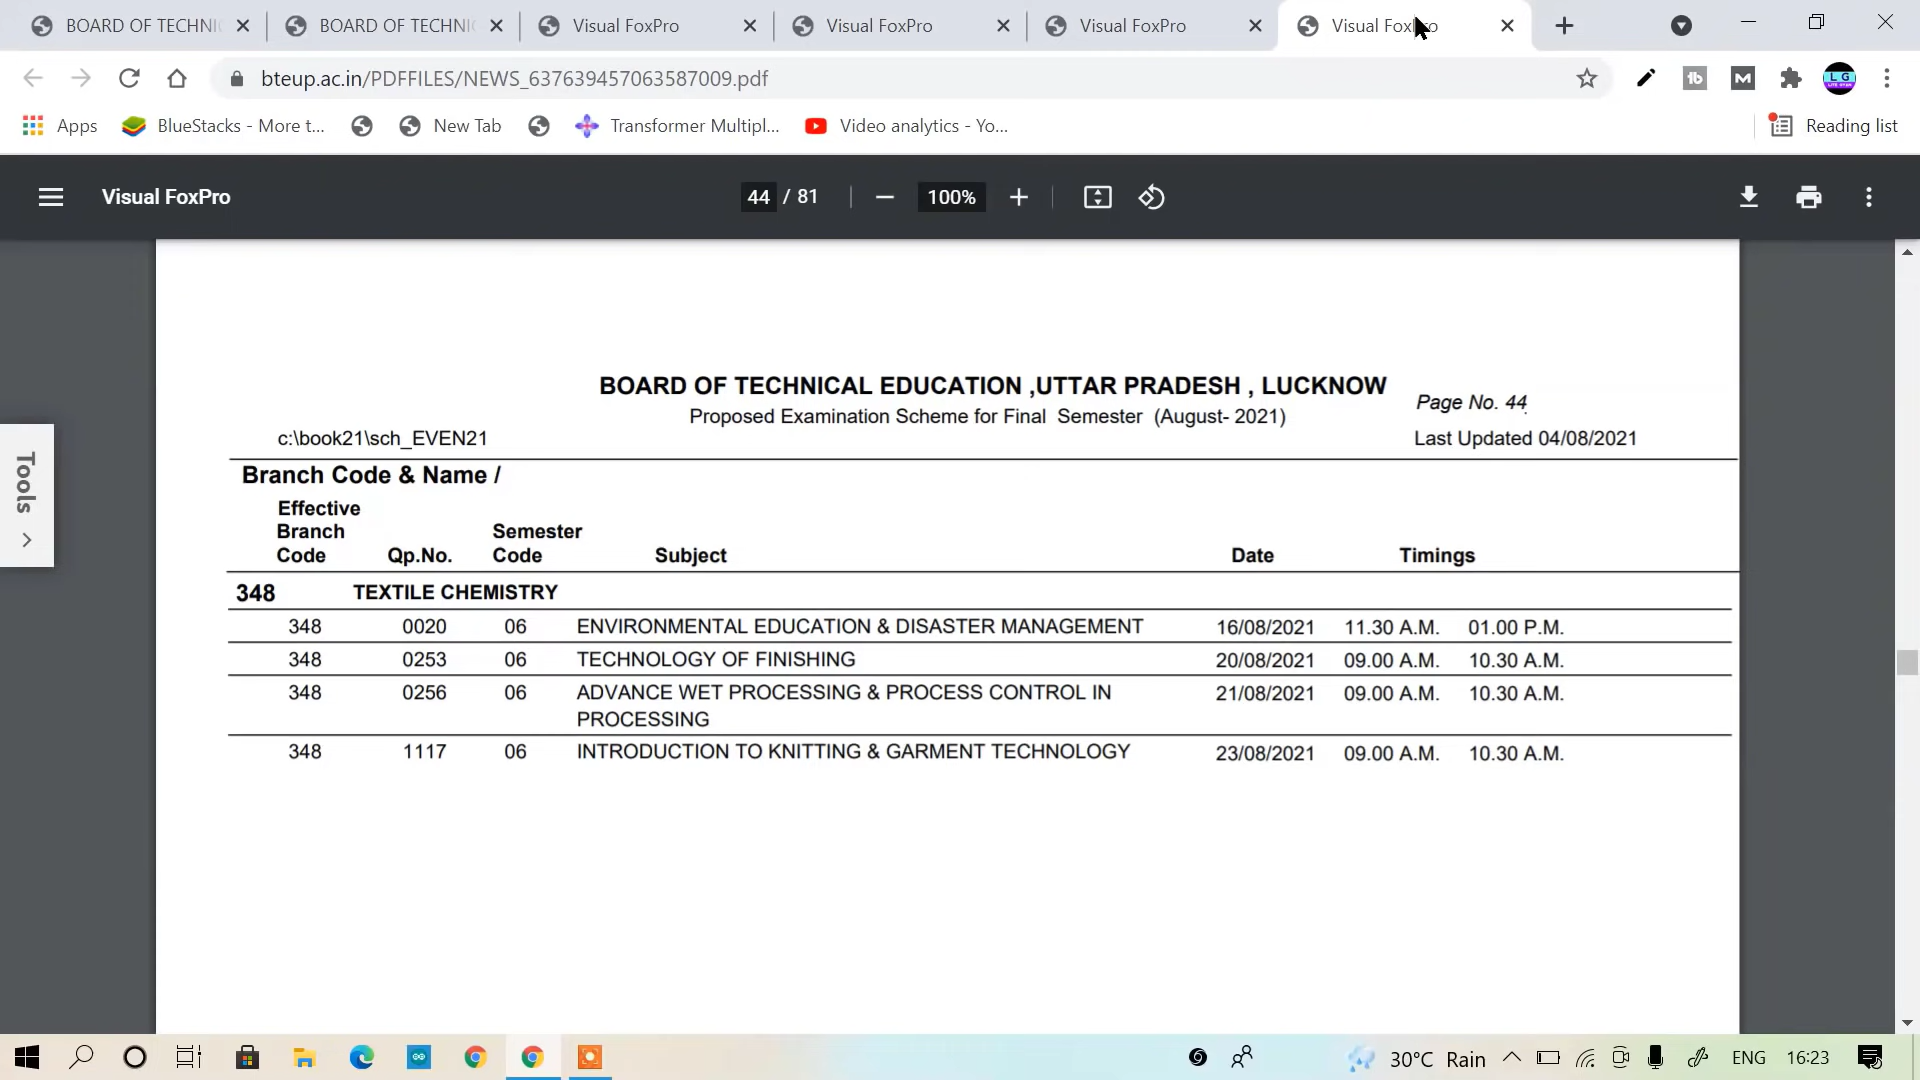 BOARD OF TECHNI
BOARD OF TECHNI
Visual FoxPro
Visual FoxPro
Visual FoxPro
Visual FoxPro
bteup.ac.in/PDFFILES/NEWS_637639457063587009.pdf
Apps
BlueStacks - More t...
New Tab
Transformer Multipl...
Video analytics - Yo...
Reading list
Visual FoxPro
44 / 81
100%
Tools
BOARD OF TECHNICAL EDUCATION ,UTTAR PRADESH , LUCKNOW
Page No. 44
Proposed Examination Scheme for Final Semester (August- 2021)
c:\book21\sch_EVEN21
Last Updated 04/08/2021
Branch Code & Name /
Effective Branch Code Qp.No. Semester Code Subject Date Timings
348 TEXTILE CHEMISTRY
348 0020 06 ENVIRONMENTAL EDUCATION & DISASTER MANAGEMENT 16/08/2021 11.30 A.M. 01.00 P.M.
348 0253 06 TECHNOLOGY OF FINISHING 20/08/2021 09.00 A.M. 10.30 A.M.
348 0256 06 ADVANCE WET PROCESSING & PROCESS CONTROL IN 21/08/2021 09.00 A.M. 10.30 A.M.
PROCESSING
348 1117 06 INTRODUCTION TO KNITTING & GARMENT TECHNOLOGY 23/08/2021 09.00 A.M. 10.30 A.M.
30°C Rain
ENG
16:23